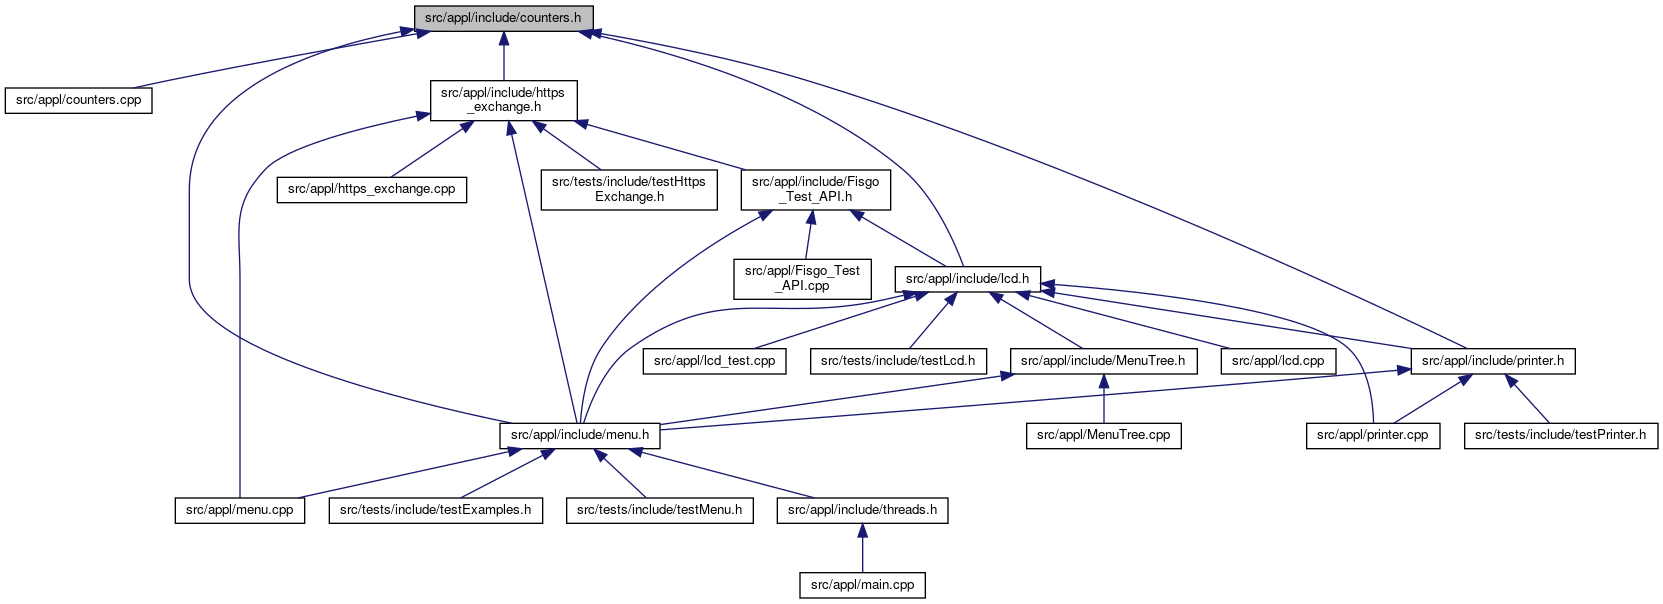 src/appl/include/counters.h
src/appl/counters.cpp
src/appl/include/https
_exchange.h
src/appl/https_exchange.cpp
src/tests/include/testHttps
Exchange.h
src/appl/include/Fisgo
_Test_API.h
src/appl/Fisgo_Test
_API.cpp
src/appl/include/lcd.h
src/appl/lcd_test.cpp
src/tests/include/testLcd.h
src/appl/include/MenuTree.h
src/appl/lcd.cpp
src/appl/include/printer.h
src/appl/include/menu.h
src/appl/MenuTree.cpp
src/appl/printer.cpp
src/tests/include/testPrinter.h
src/appl/menu.cpp
src/tests/include/testExamples.h
src/tests/include/testMenu.h
src/appl/include/threads.h
src/appl/main.cpp